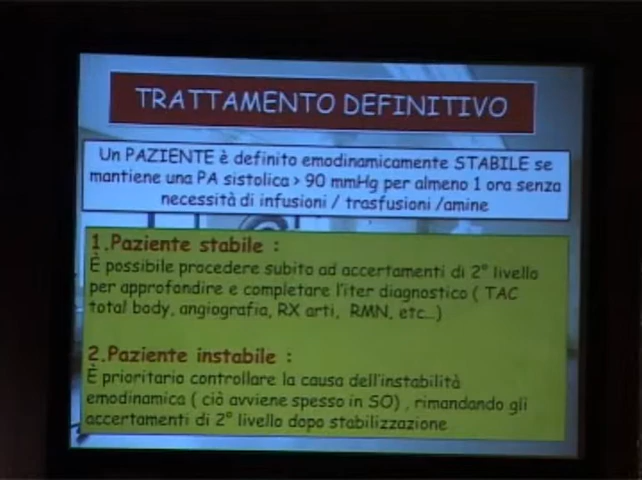 TRATTAMENTO DEFINITIVO
Un PAZIENTE è definito emodinamicamente STABILE se
mantiene una PA sistolica > 90 mmHg per almeno 1 ora senza
necessità di infusioni / trasfusioni /amine
1.Paziente stabile :
È possibile procedere subito ad accertamenti di 2° livello
per approfondire e completare l'iter diagnostico ( TAC
total body, angiografia, RX arti, RMN, etc...)
2.Paziente instabile :
È prioritario controllare la causa dell'instabilità
emodinamica ( ciò avviene spesso in SO) , rimandando gli
accertamenti di 2° livello dopo stabilizzazione